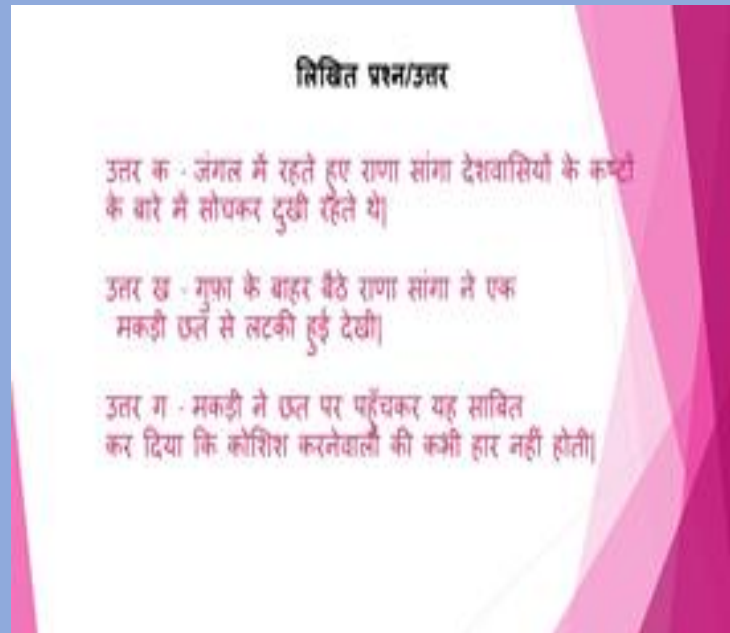 लिखित प्रश्न/उत्तर
उत्तर क - जंगल में रहते हुए राणा सांगा देशवासियों के कष्टों
के बारे में सोचकर दुखी रहते थे|
उत्तर ख - गुफा के बाहर बैठे राणा सांगा ने एक
मकड़ी छत से लटकी हुई देखी|
उत्तर ग - मकड़ी ने छत पर पहुँचकर यह साबित
कर दिया कि कोशिश करनेवालों की कभी हार नहीं होती|